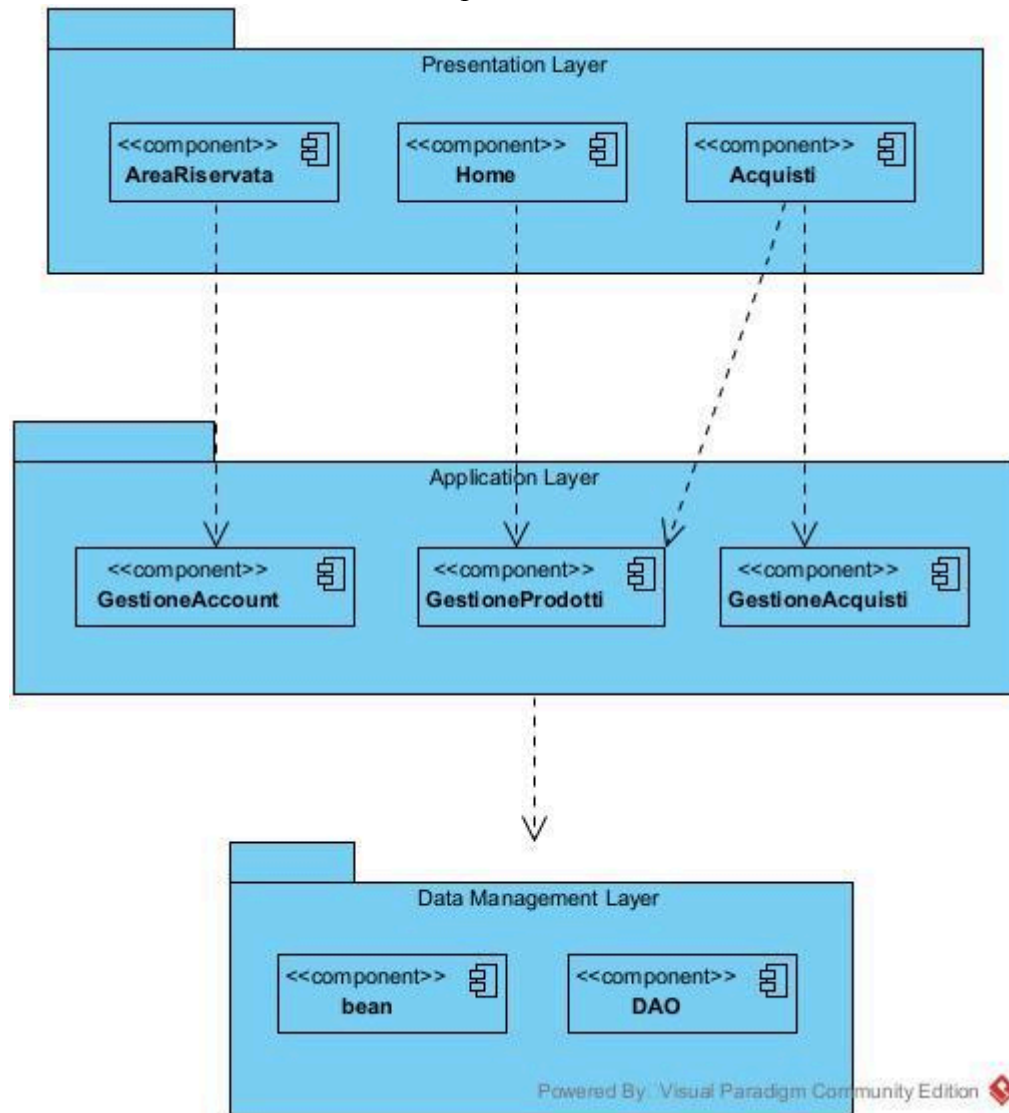 Presentation Layer
<<component>>
AreaRiservata
<<component>>
Home
<<component>>
Acquisti
Application Layer
<<component>>
GestioneAccount
<<component>>
GestioneProdotti
<<component>>
GestioneAcquisti
Data Management Layer
<<component>>
bean
<<component>>
DAO
Powered By Visual Paradigm Community Edition